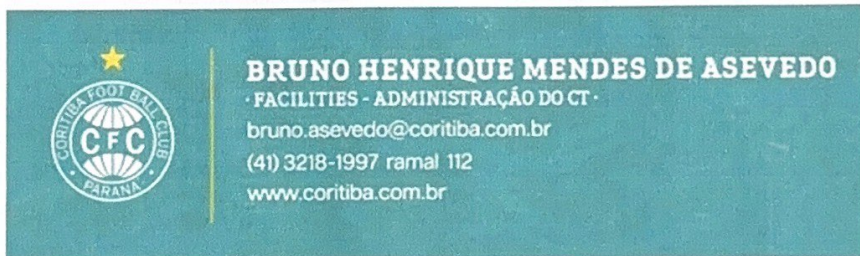 BRUNO HENRIQUE MENDES DE ASEVEDO
· FACILITIES - ADMINISTRAÇÃO DO CT ·
bruno.asevedo@coritiba.com.br
(41) 3218-1997 ramal 112
www.coritiba.com.br
CORITIBA FOOT BALL CLUB
CFC
· PARANÁ ·